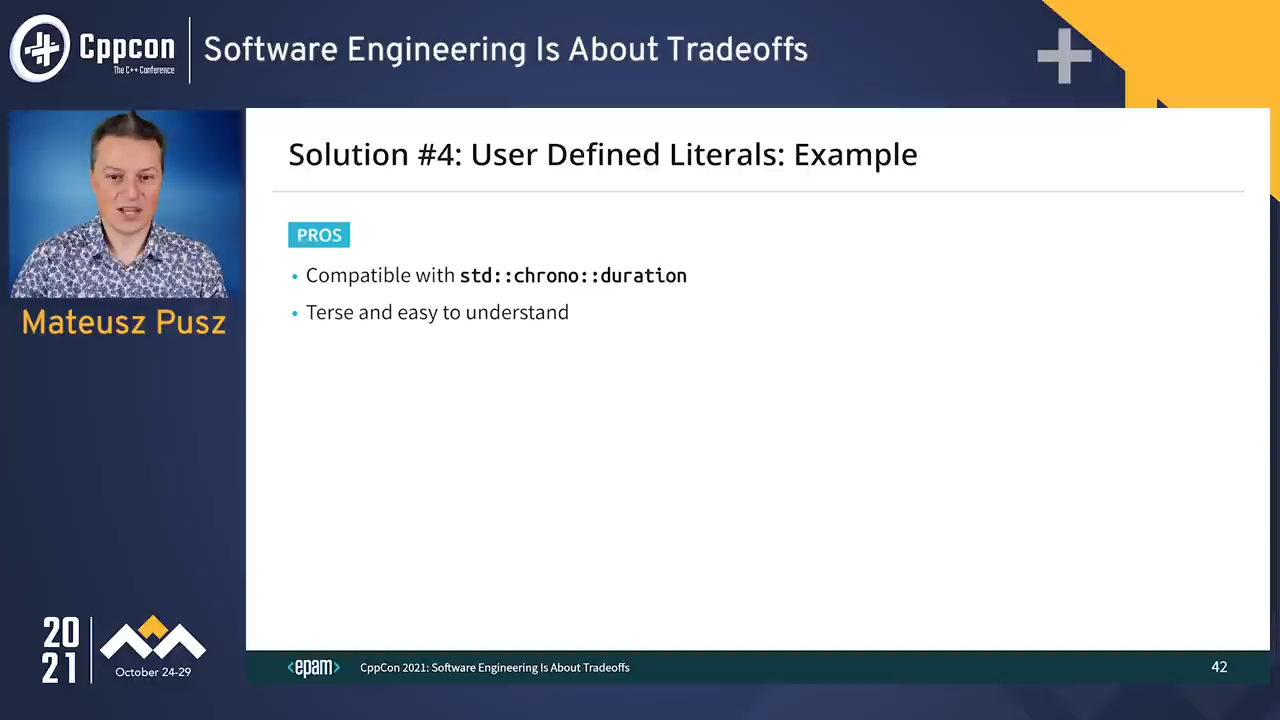 Cppcon
The C++ Conference
Software Engineering Is About Tradeoffs
Mateusz Pusz
Solution #4: User Defined Literals: Example
PROS
• Compatible with std::chrono::duration
• Terse and easy to understand
20
21
October 24-29
<epam>
CppCon 2021: Software Engineering Is About Tradeoffs
42